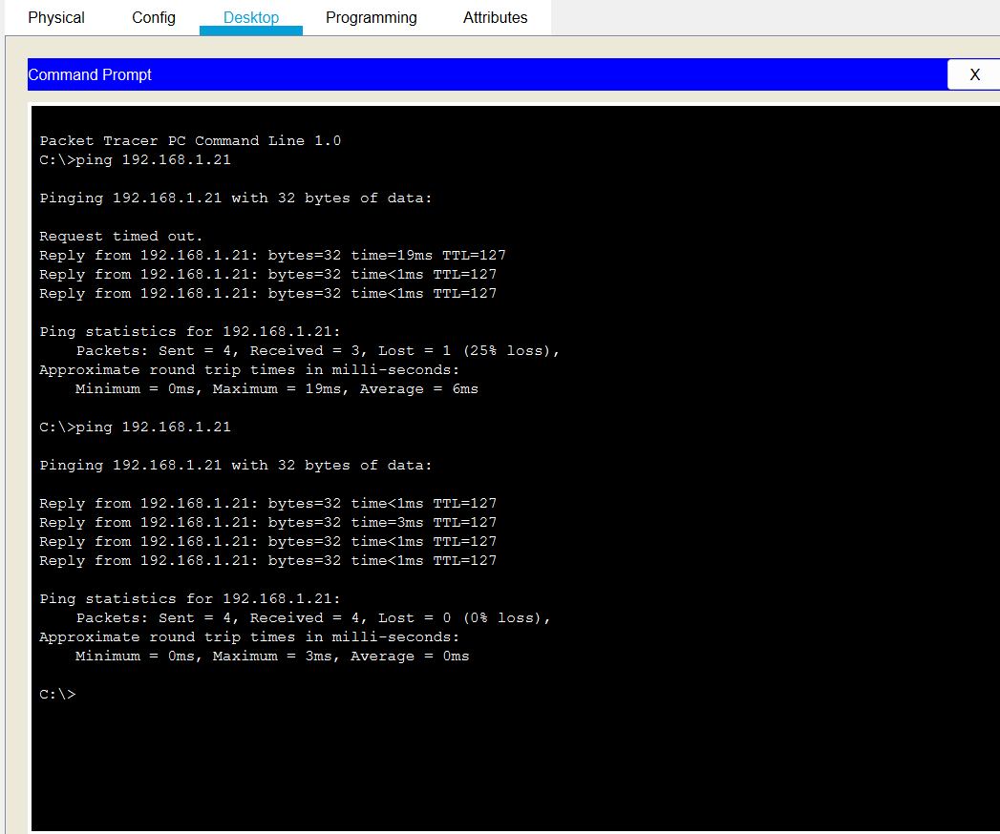 Physical Config Desktop Programming Attributes
Command Prompt X
Packet Tracer PC Command Line 1.0
C:\>ping 192.168.1.21
Pinging 192.168.1.21 with 32 bytes of data:
Request timed out.
Reply from 192.168.1.21: bytes=32 time=19ms TTL=127
Reply from 192.168.1.21: bytes=32 time<1ms TTL=127
Reply from 192.168.1.21: bytes=32 time<1ms TTL=127
Ping statistics for 192.168.1.21:
    Packets: Sent = 4, Received = 3, Lost = 1 (25% loss),
Approximate round trip times in milli-seconds:
    Minimum = 0ms, Maximum = 19ms, Average = 6ms
C:\>ping 192.168.1.21
Pinging 192.168.1.21 with 32 bytes of data:
Reply from 192.168.1.21: bytes=32 time<1ms TTL=127
Reply from 192.168.1.21: bytes=32 time=3ms TTL=127
Reply from 192.168.1.21: bytes=32 time<1ms TTL=127
Reply from 192.168.1.21: bytes=32 time<1ms TTL=127
Ping statistics for 192.168.1.21:
    Packets: Sent = 4, Received = 4, Lost = 0 (0% loss),
Approximate round trip times in milli-seconds:
    Minimum = 0ms, Maximum = 3ms, Average = 0ms
C:\>